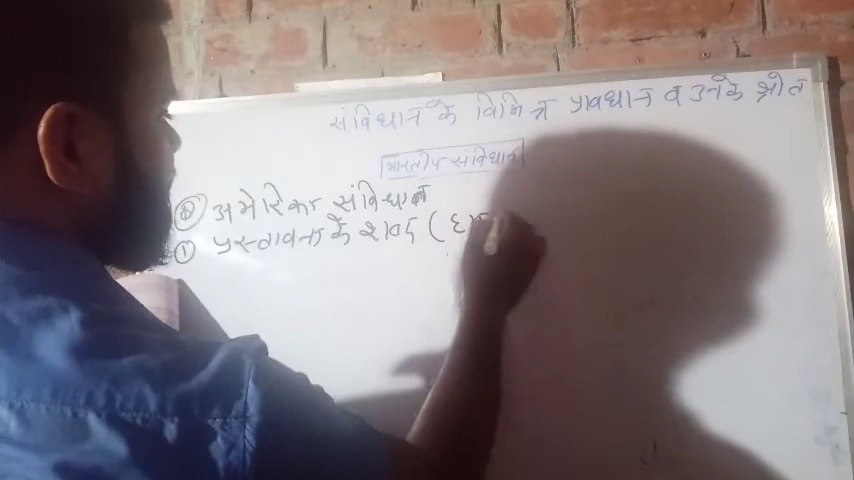 संविधान के विभिन्न प्रावधान व उनके श्रोत
भारतीय संविधान
अमेरिका संविधान
① प्रस्तावना के शब्द (